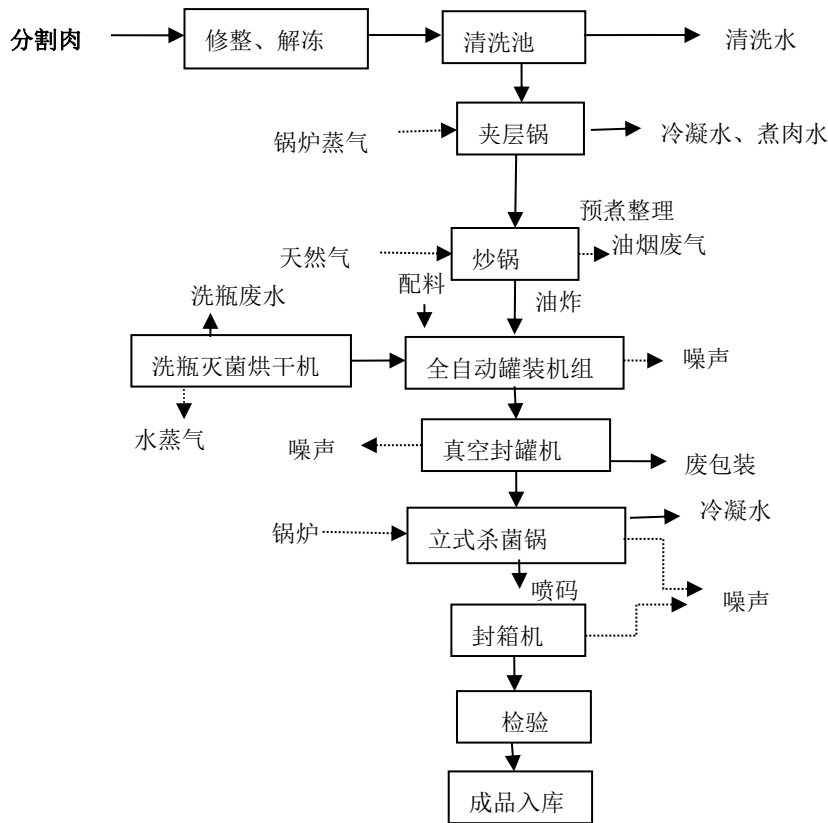 分割肉
修整、解冻
清洗池
清洗水
锅炉蒸气
夹层锅
冷凝水、煮肉水
预煮整理
天然气
炒锅
油烟废气
配料
油炸
洗瓶废水
洗瓶灭菌烘干机
全自动罐装机组
噪声
水蒸气
噪声
真空封罐机
废包装
锅炉
立式杀菌锅
冷凝水
喷码
噪声
封箱机
检验
成品入库